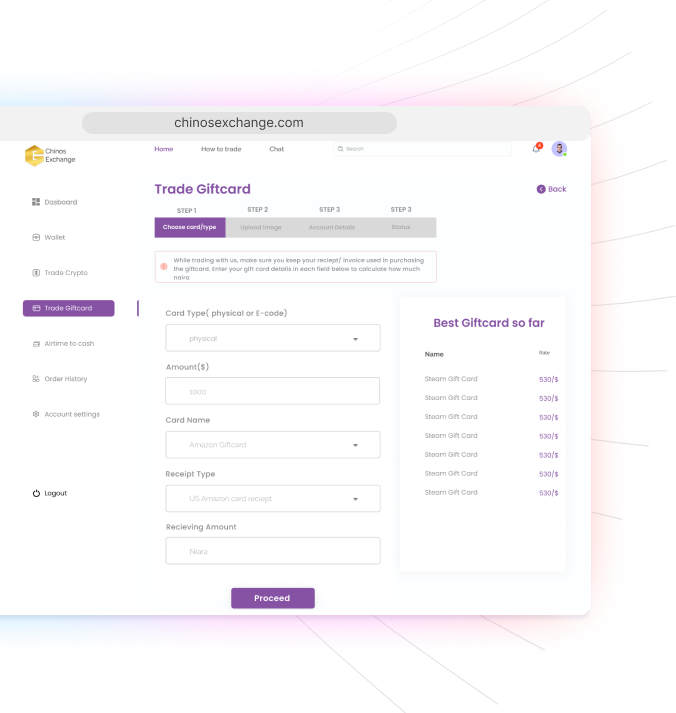 chinosexchange.com
Chinos
Exchange
Home
How to trade
Chat
Search
Trade Giftcard
Back
STEP 1
STEP 2
STEP 3
STEP 3
Choose card/type
Upload Image
Account Details
Status
While trading with us, make sure you keep your reciept/ invoice used in purchasing
the giftcard. Enter your gift card details in each field below to calculate how much
naira
Dasboard
Wallet
Trade Crypto
Trade Giftcard
Airtime to cash
Order History
Account settings
Logout
Card Type( physical or E-code)
physical
Amount($)
1000
Card Name
Amazon Giftcard
Receipt Type
US Amazon card reciept
Recieving Amount
Niara
Proceed
Best Giftcard so far
Name
Rate
Steam Gift Card
530/$
Steam Gift Card
530/$
Steam Gift Card
530/$
Steam Gift Card
530/$
Steam Gift Card
530/$
Steam Gift Card
530/$
Steam Gift Card
530/$